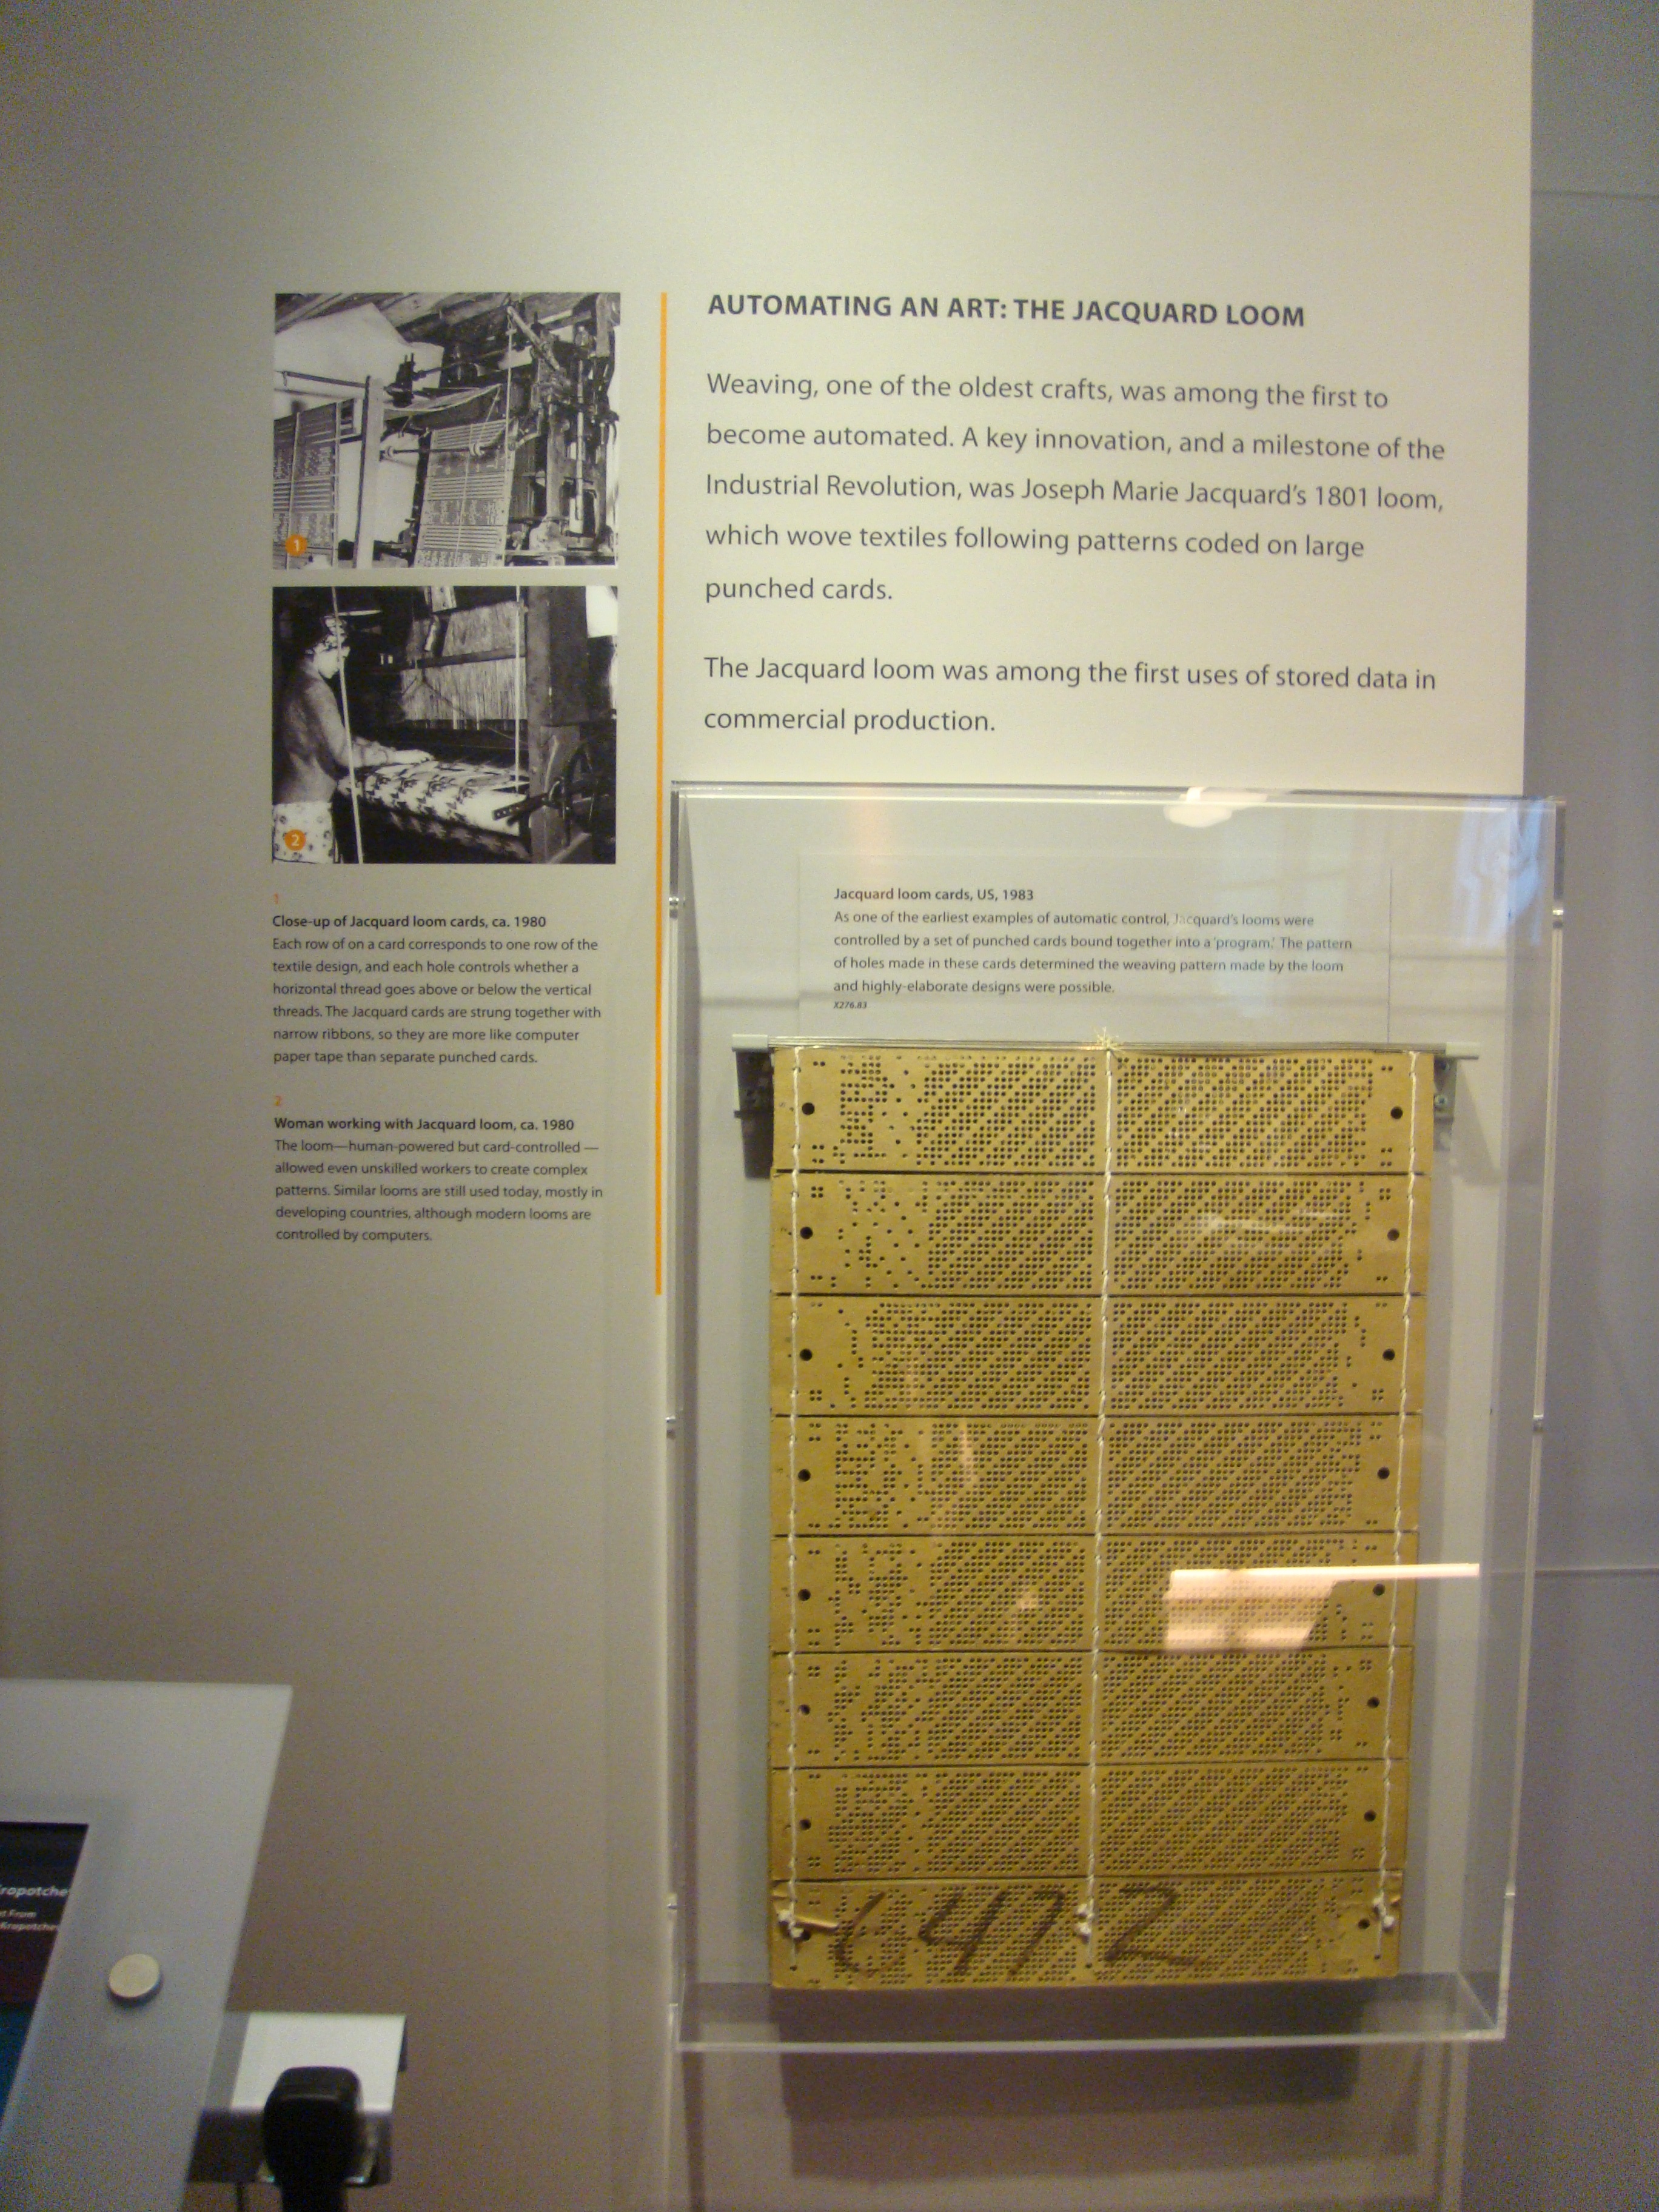 AUTOMATING AN ART: THE JACQUARD LOOM
Weaving, one of the oldest crafts, was among the first to
become automated. A key innovation, and a milestone of the
Industrial Revolution, was Joseph Marie Jacquard's 1801 loom,
which wove textiles following patterns coded on large
punched cards.
The Jacquard loom was among the first uses of stored data in
commercial production.
1
2
1
Close-up of Jacquard loom cards, ca. 1980
Each row of on a card corresponds to one row of the
textile design, and each hole controls whether a
horizontal thread goes above or below the vertical
threads. The Jacquard cards are strung together with
narrow ribbons, so they are more like computer
paper tape than separate punched cards.
2
Woman working with Jacquard loom, ca. 1980
The loom—human-powered but card-controlled —
allowed even unskilled workers to create complex
patterns. Similar looms are still used today, mostly in
developing countries, although modern looms are
controlled by computers.
Jacquard loom cards, US, 1983
As one of the earliest examples of automatic control, Jacquard's looms were
controlled by a set of punched cards bound together into a 'program.' The pattern
of holes made in these cards determined the weaving pattern made by the loom
and highly-elaborate designs were possible.
X276.83
6472